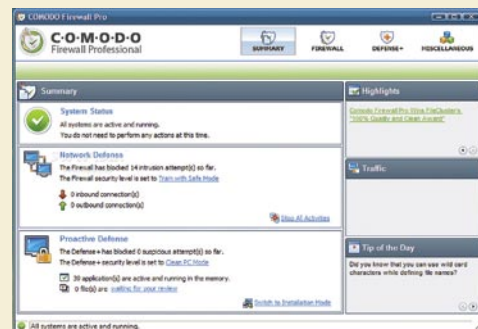 COMODO Firewall Pro
C·O·M·O·D·O
Firewall Professional
SUMMARY
FIREWALL
DEFENSE+
MISCELLANEOUS
Summary
System Status
All systems are active and running.
You do not need to perform any actions at this time.
Network Defense
The Firewall has blocked 14 intrusion attempt(s) so far.
The Firewall security level is set to Train with Safe Mode
0 inbound connection(s)
0 outbound connection(s)
Stop All Activities
Proactive Defense
The Defense+ has blocked 0 suspicious attempt(s) so far.
The Defense+ security level is set to Clean PC Mode
39 application(s) are active and running in the memory.
0 file(s) are waiting for your review
Switch to Installation Mode
Highlights
Comodo Firewall Pro Wins FileCluster's
"100% Quality and Clean Award"
Traffic
Tip of the Day
Did you know that you can use wild card
characters while defining file names?
All systems are active and running.